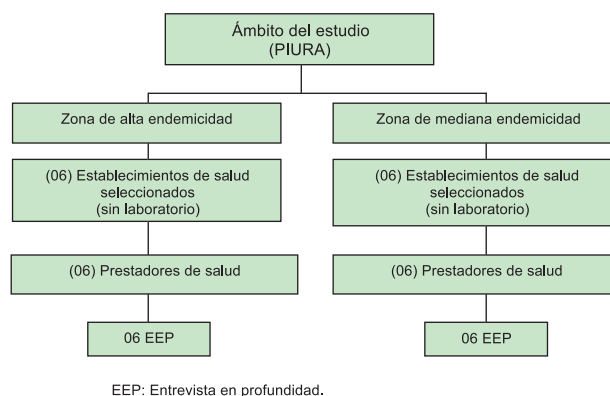 Ámbito del estudio
(PIURA)
Zona de alta endemicidad
Zona de mediana endemicidad
(06) Establecimientos de salud
seleccionados
(sin laboratorio)
(06) Establecimientos de salud
seleccionados
(sin laboratorio)
(06) Prestadores de salud
(06) Prestadores de salud
06 EEP
06 EEP
EEP: Entrevista en profundidad.